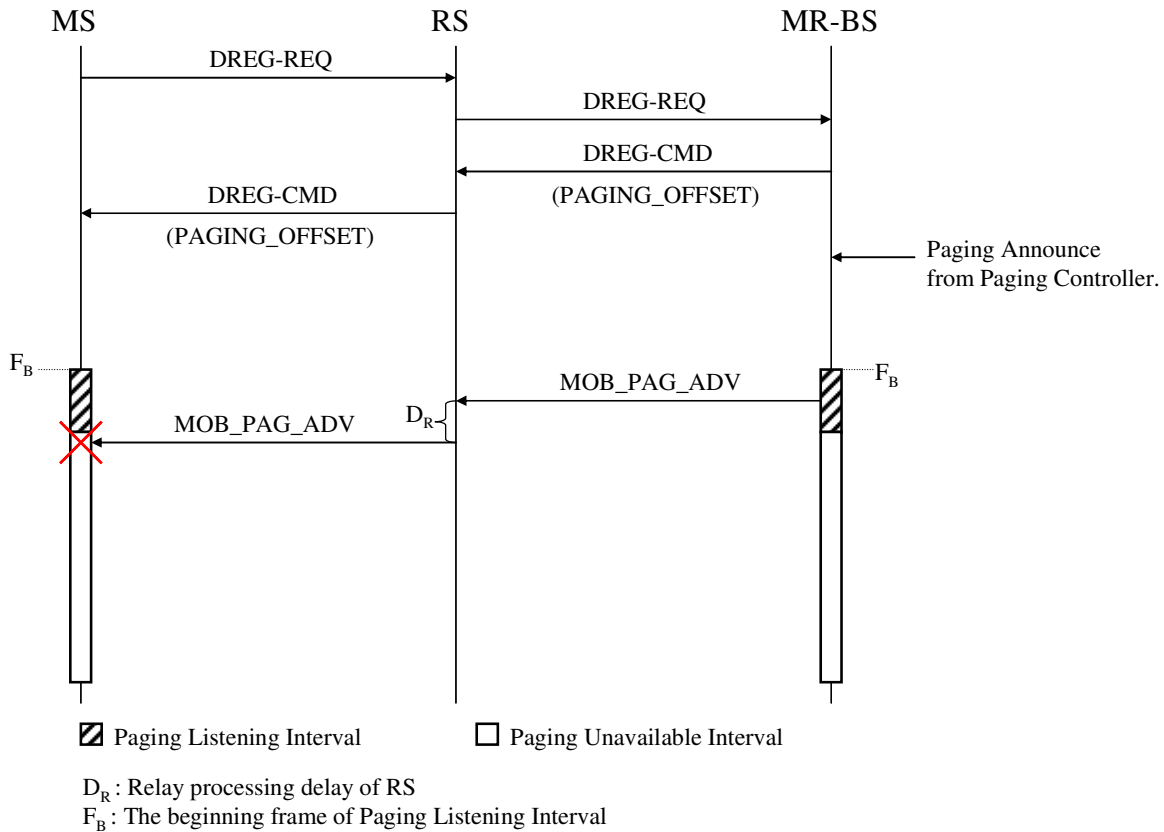 MS
RS
MR-BS
DREG-REQ
DREG-REQ
DREG-CMD
(PAGING_OFFSET)
DREG-CMD
(PAGING_OFFSET)
Paging Announce
from Paging Controller.
F_B
F_B
MOB_PAG_ADV
D_R
MOB_PAG_ADV
Paging Listening Interval
Paging Unavailable Interval
D_R : Relay processing delay of RS
F_B : The beginning frame of Paging Listening Interval